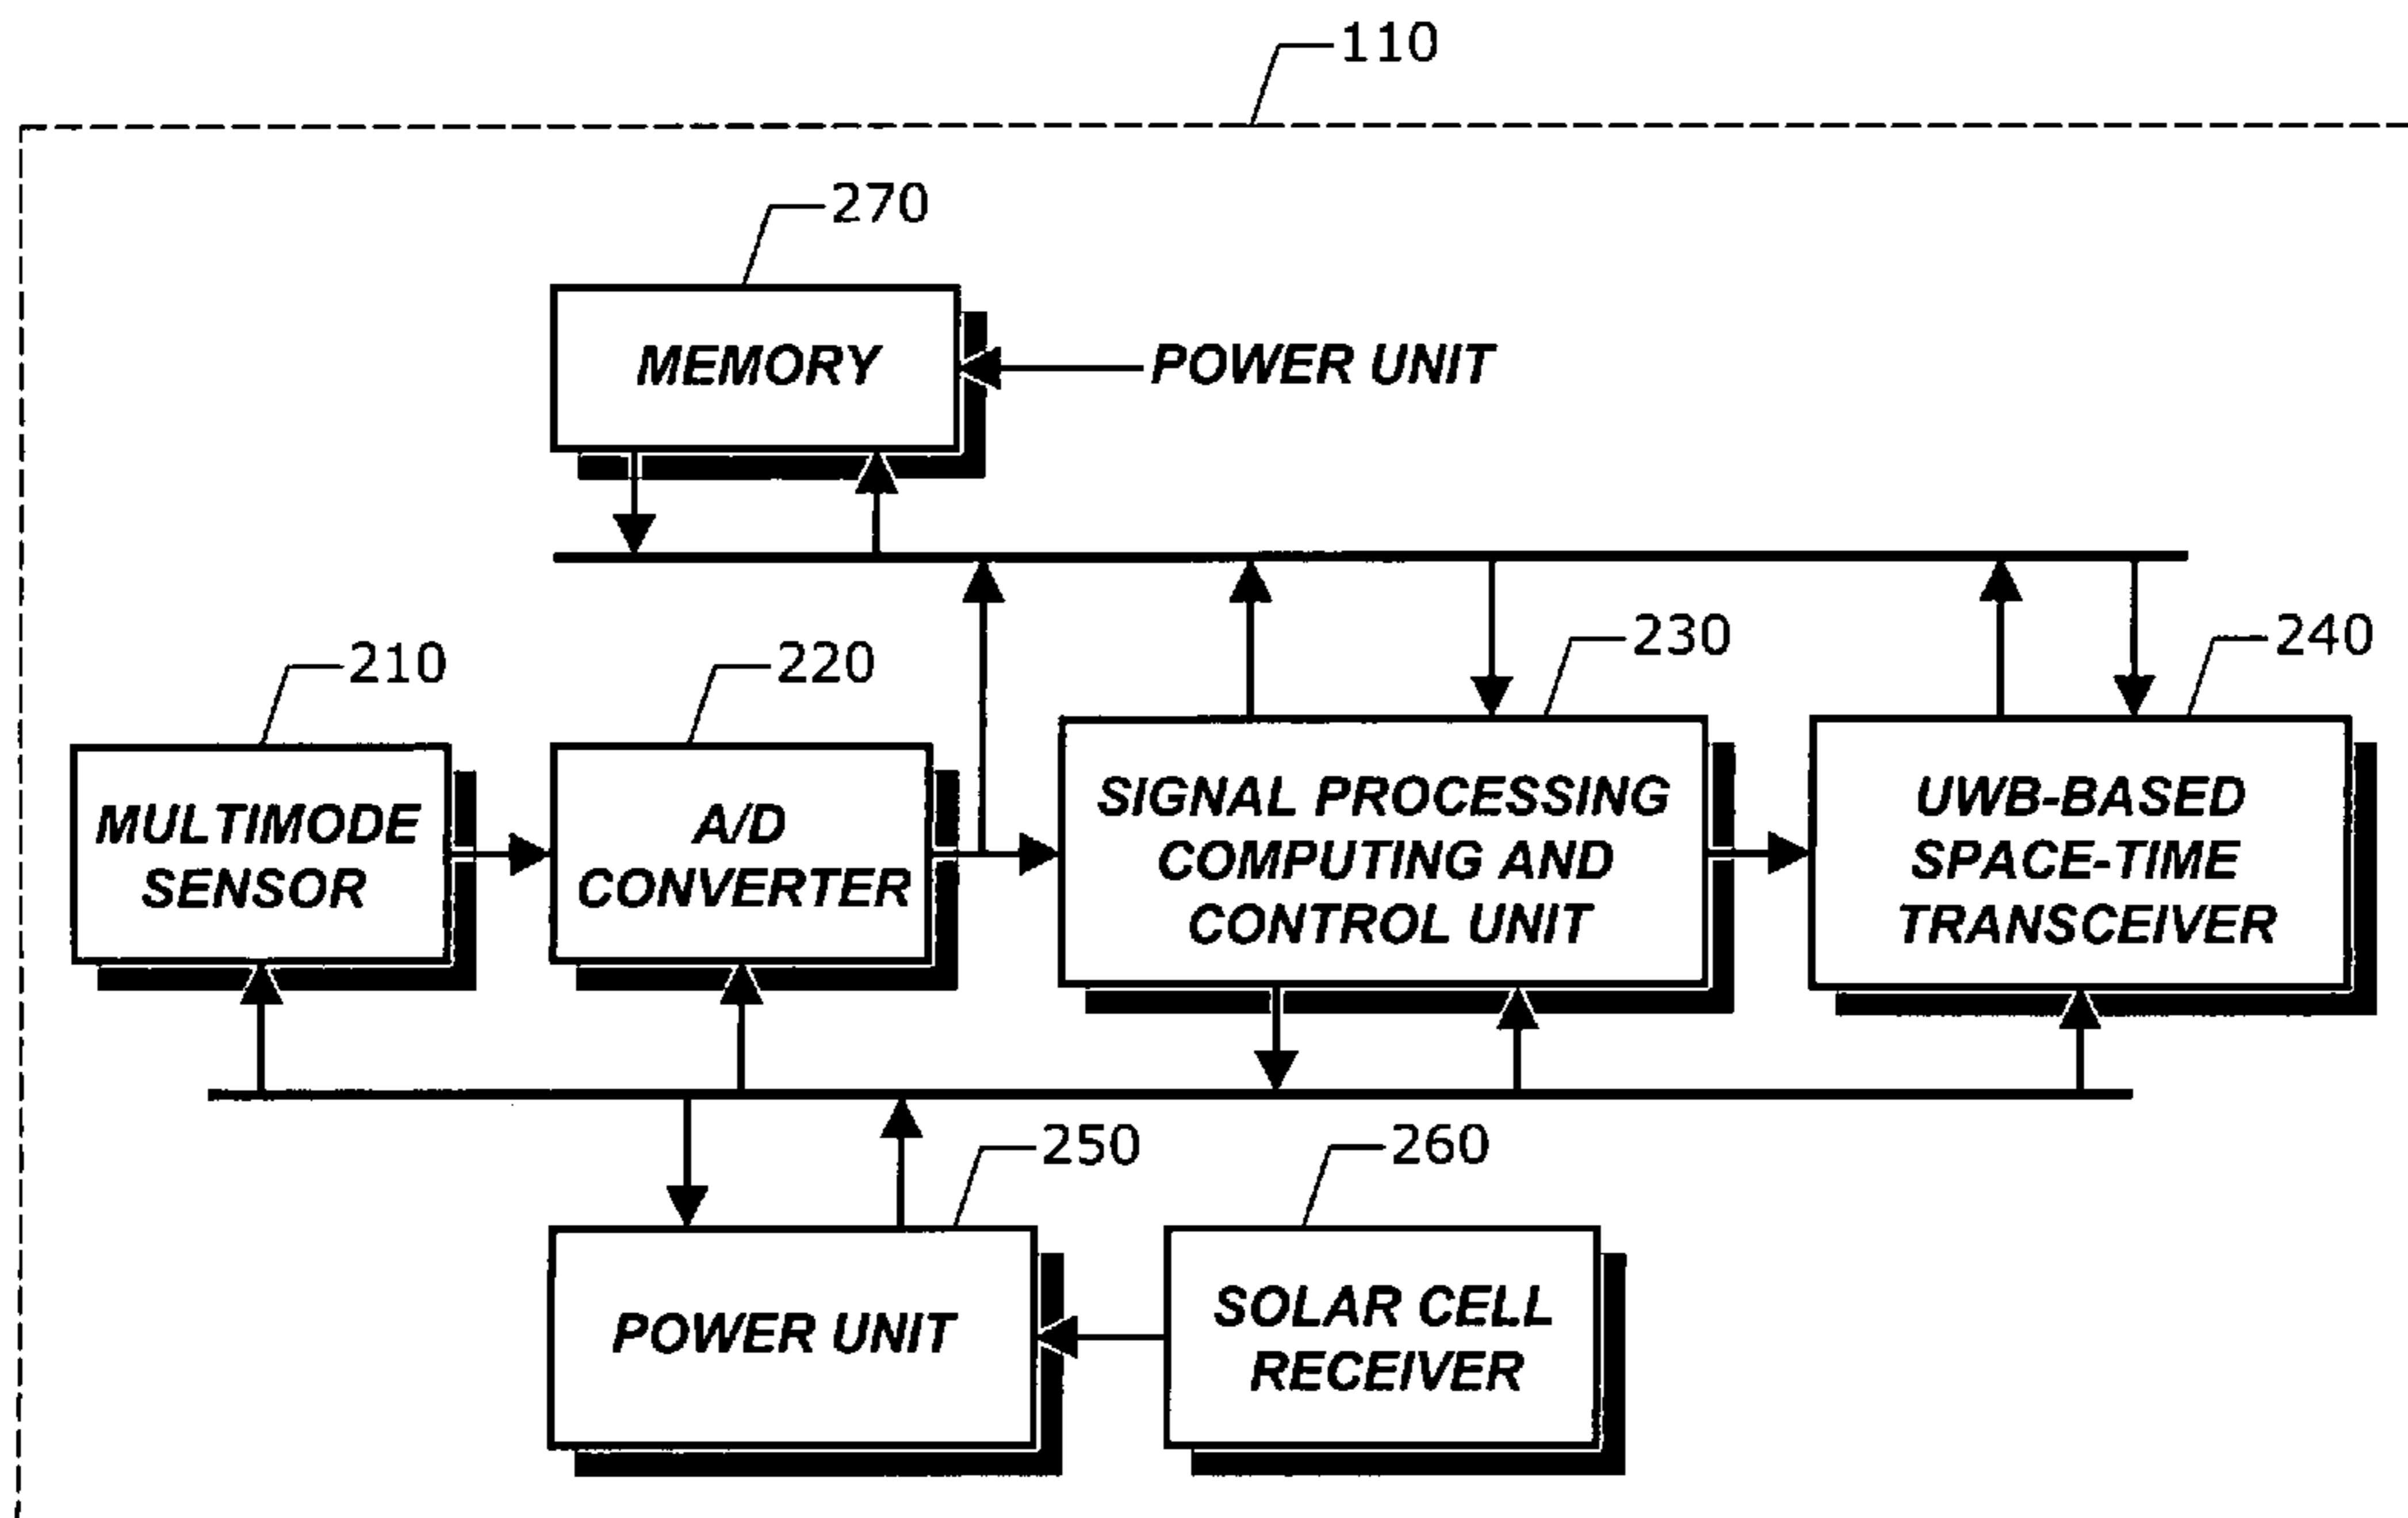 110
270
MEMORY
POWER UNIT
210
220
230
240
MULTIMODE
SENSOR
A/D
CONVERTER
SIGNAL PROCESSING
COMPUTING AND
CONTROL UNIT
UWB-BASED
SPACE-TIME
TRANSCEIVER
250
260
POWER UNIT
SOLAR CELL
RECEIVER